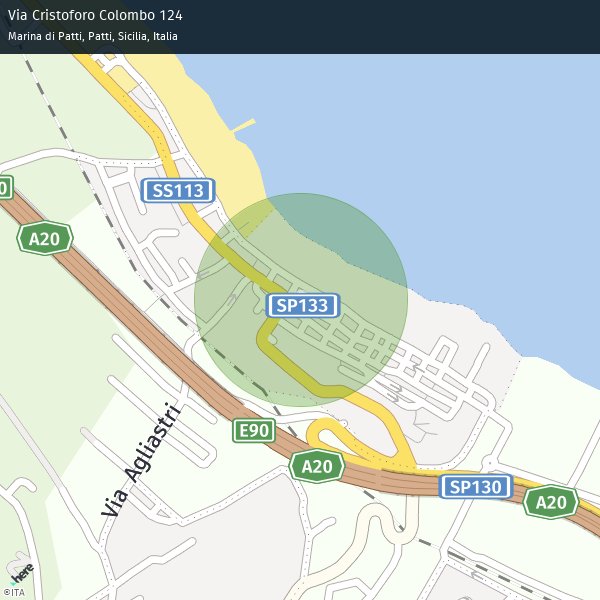 Via Cristoforo Colombo 124
Marina di Patti, Patti, Sicilia, Italia
SS113
0
A20
SP133
E90
Via Agliastri
A20
SP130
A20
here
©ITA